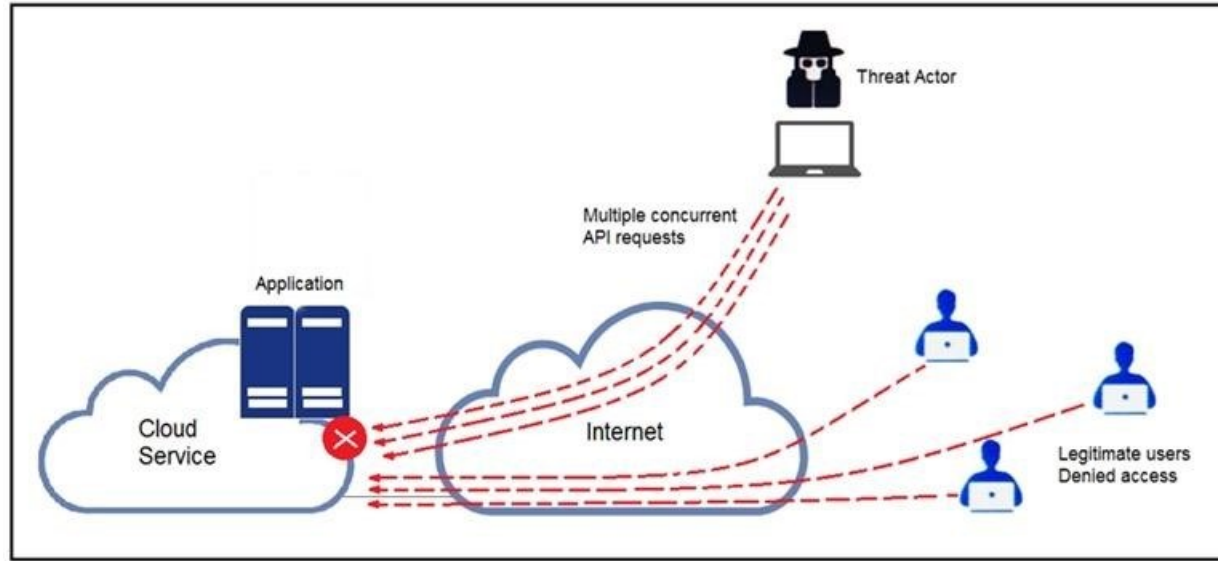 Threat Actor
Multiple concurrent
API requests
Application
Cloud
Service
Internet
Legitimate users
Denied access